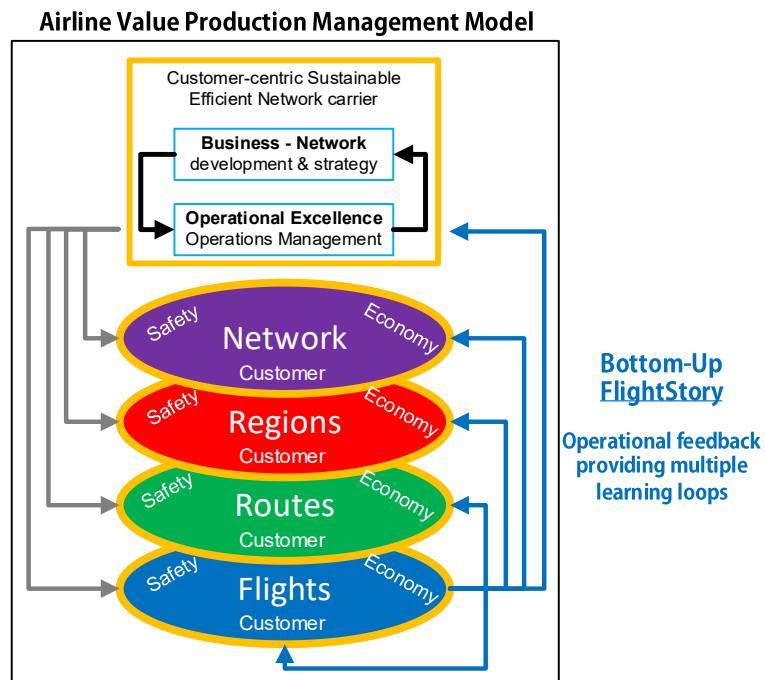 Airline Value Production Management Model
Customer-centric Sustainable
Efficient Network carrier
Business - Network
development & strategy
Operational Excellence
Operations Management
Safety
Economy
Network
Customer
Safety
Economy
Regions
Customer
Safety
Economy
Routes
Customer
Safety
Economy
Flights
Customer
Bottom-Up
FlightStory
Operational feedback
providing multiple
learning loops